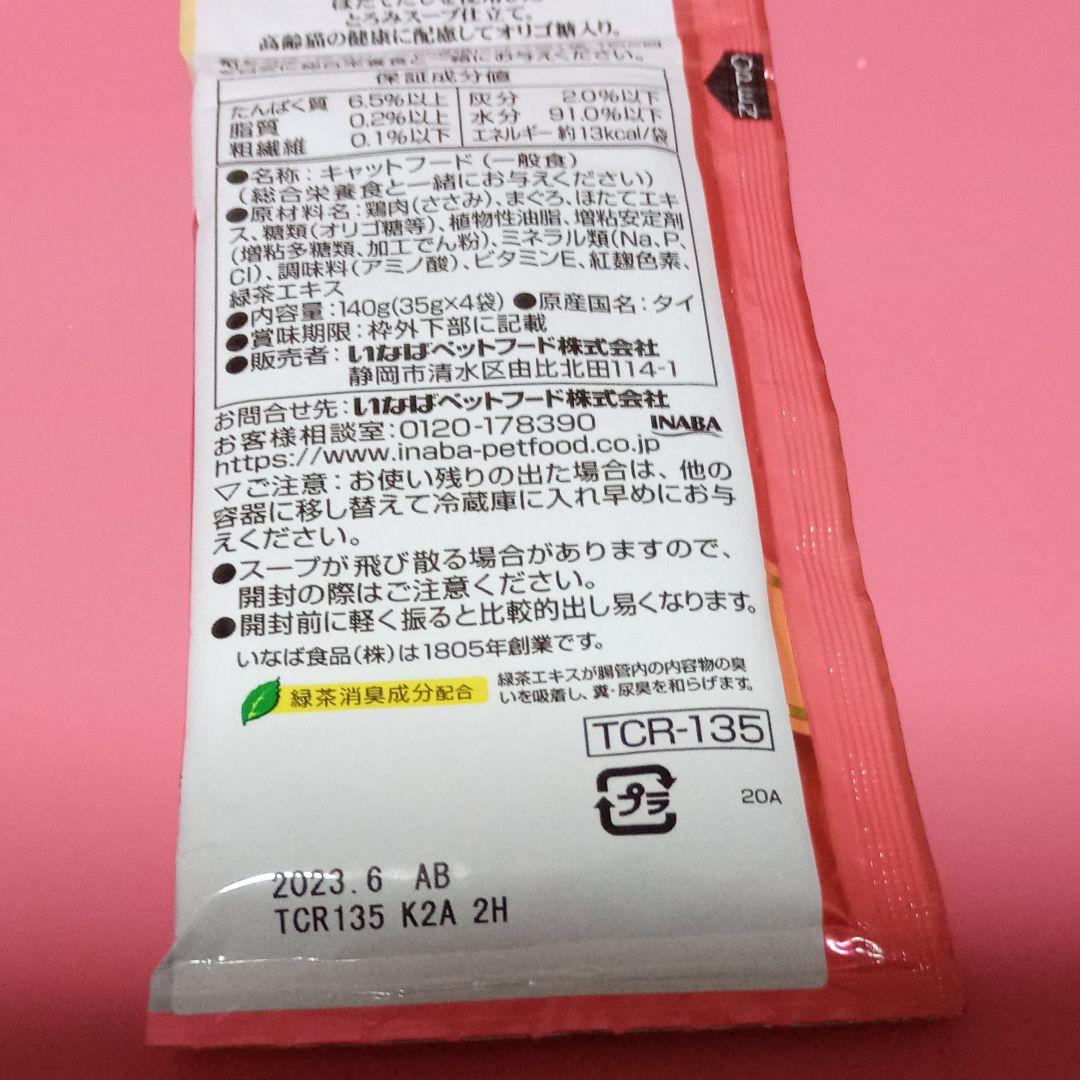 とろみスープ仕立て。
高齢猫の健康に配慮してオリゴ糖入り。
保証成分値
たんぱく質 6.5%以上 灰分 2.0%以下
脂質 0.2%以上 水分 91.0%以下
粗繊維 0.1%以下 エネルギー 約13kcal/袋
●名称：キャットフード（一般食）
（総合栄養食と一緒にお与えください）
●原材料名：鶏肉(ささみ)、まぐろ、ほたてエキ
ス、糖類(オリゴ糖等)、植物性油脂、増粘安定剤
(増粘多糖類、加工でん粉)、ミネラル類(Na、P、
Cl)、調味料(アミノ酸)、ビタミンE、紅麹色素、
緑茶エキス
●内容量：140g(35g×4袋) ●原産国名：タイ
●賞味期限：枠外下部に記載
●販売者：いなばペットフード株式会社
静岡市清水区由比北田114-1
お問合せ先：いなばペットフード株式会社
お客様相談室：0120-178390 INABA
https://www.inaba-petfood.co.jp
▽ご注意：お使い残りの出た場合は、他の
容器に移し替えて冷蔵庫に入れ早めにお与
えください。
●スープが飛び散る場合がありますので、
開封の際はご注意ください。
●開封前に軽く振ると比較的出し易くなります。
いなば食品(株)は1805年創業です。
緑茶消臭成分配合
緑茶エキスが腸管内の内容物の臭
いを吸着し、糞・尿臭を和らげます。
TCR-135
プラ
20A
2023.6 AB
TCR135 K2A 2H